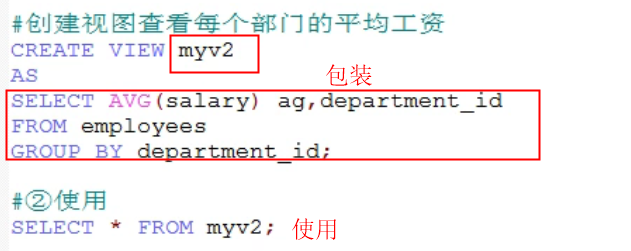 #创建视图查看每个部门的平均工资
CREATE VIEW myv2
AS
包装
SELECT AVG(salary) ag,department_id
FROM employees
GROUP BY department_id;
#②使用
SELECT * FROM myv2; 使用